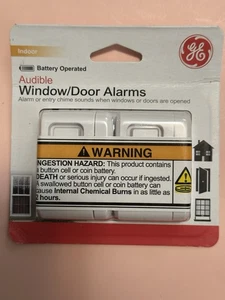 Indoor
GE
Battery Operated
Audible
Window/Door Alarms
Alarm or entry chime sounds when windows or doors are opened
WARNING
INGESTION HAZARD: This product contains
a button cell or coin battery.
DEATH or serious injury can occur if ingested.
A swallowed button cell or coin battery can
cause Internal Chemical Burns in as little as
2 hours.